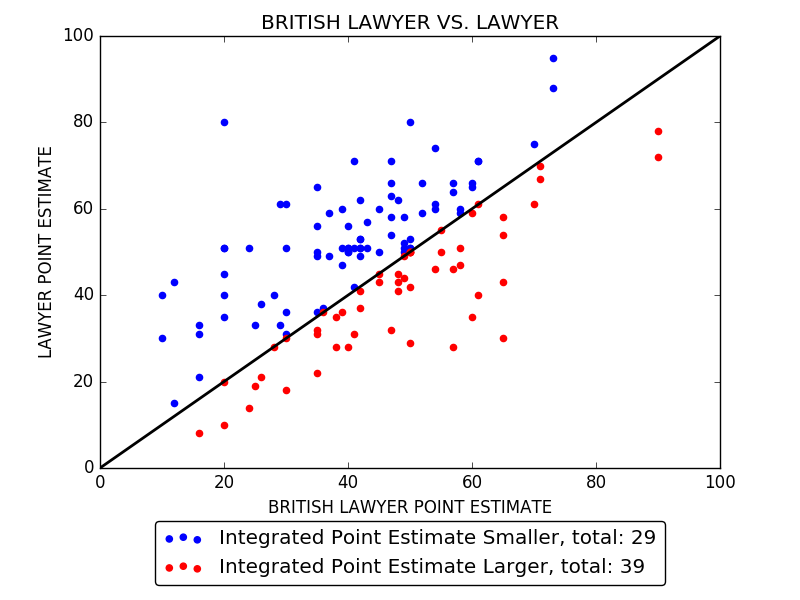 BRITISH LAWYER VS. LAWYER
100
80
60
40
20
0
LAWYER POINT ESTIMATE
0 20 40 60 80 100
BRITISH LAWYER POINT ESTIMATE
Integrated Point Estimate Smaller, total: 29
Integrated Point Estimate Larger, total: 39